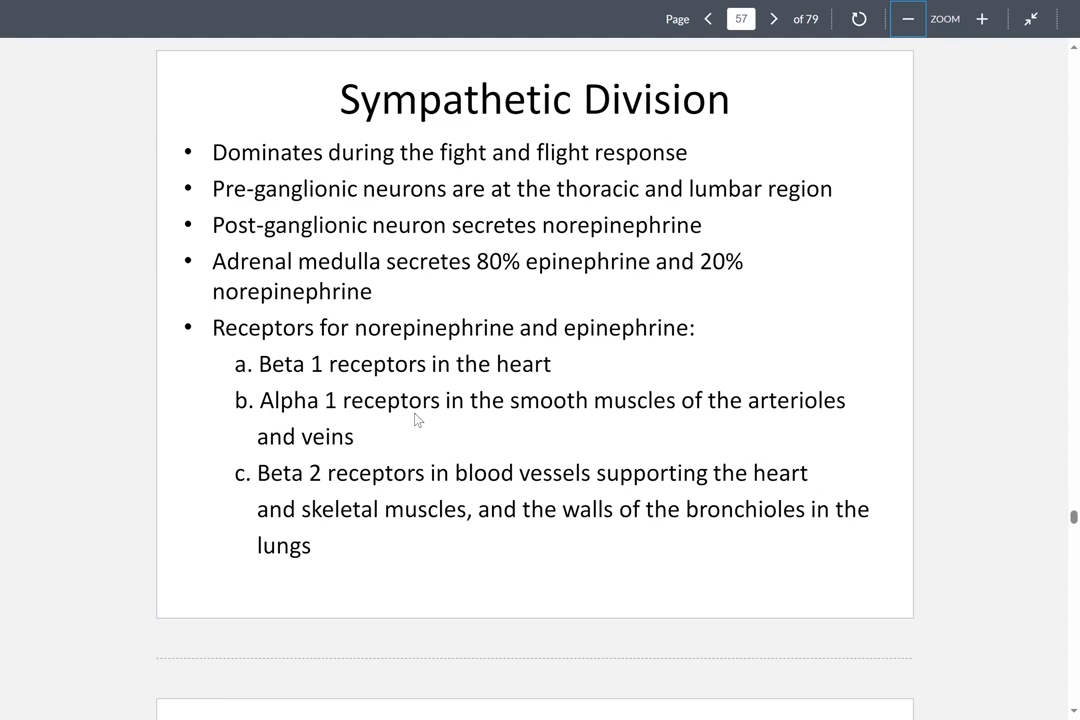 Page 57 of 79 ZOOM
Sympathetic Division
• Dominates during the fight and flight response
• Pre-ganglionic neurons are at the thoracic and lumbar region
• Post-ganglionic neuron secretes norepinephrine
• Adrenal medulla secretes 80% epinephrine and 20%
norepinephrine
• Receptors for norepinephrine and epinephrine:
a. Beta 1 receptors in the heart
b. Alpha 1 receptors in the smooth muscles of the arterioles
and veins
c. Beta 2 receptors in blood vessels supporting the heart
and skeletal muscles, and the walls of the bronchioles in the
lungs